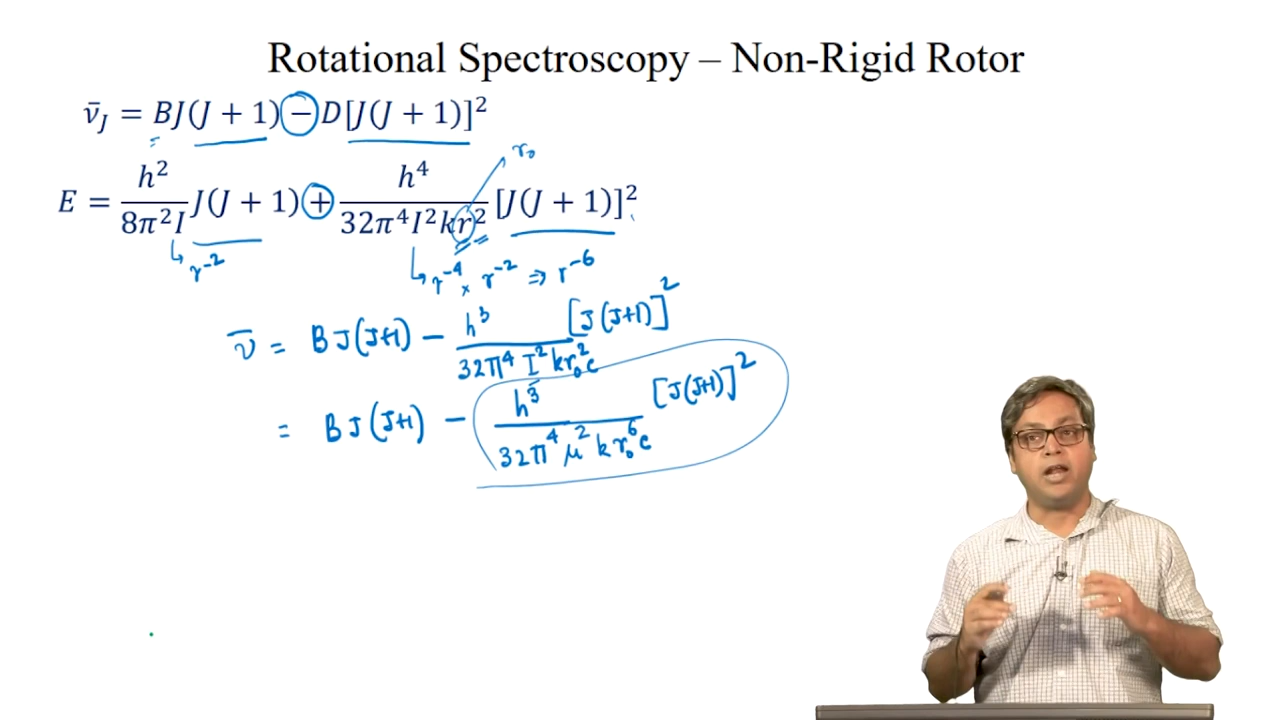 Rotational Spectroscopy – Non-Rigid Rotor
ν̄_J = BJ(J + 1) − D[J(J + 1)]²
r₀
E = h²/(8π²I) J(J + 1) + h⁴/(32π⁴I²kr²) [J(J + 1)]²
↳ r⁻²
↳ r⁻⁴ × r⁻² ⇒ r⁻⁶
ν̄ = BJ(J+1) − h³/(32π⁴I²kr₀²c) [J(J+1)]²
= BJ(J+1) − h³/(32π⁴μ²kr₀⁶c) [J(J+1)]²